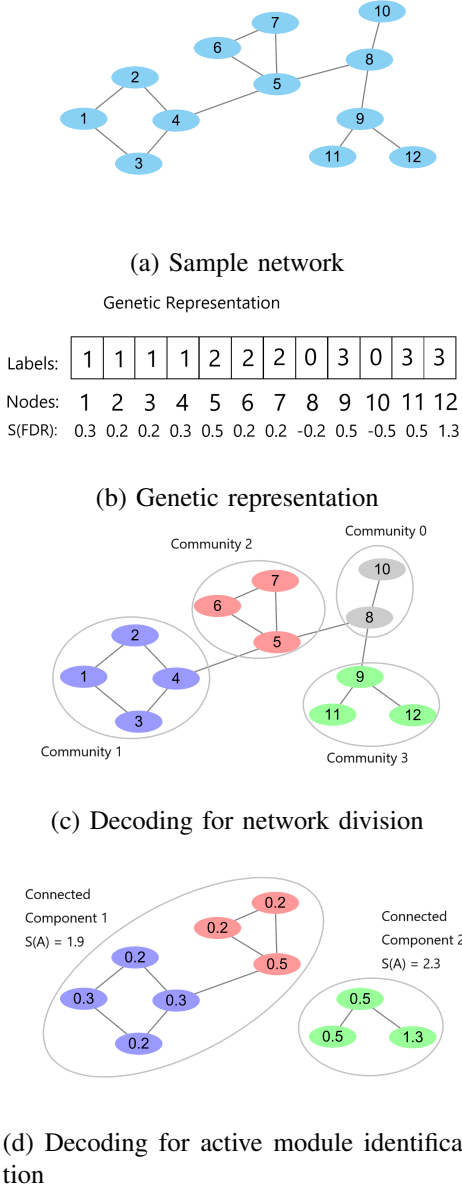 10
7
6
8
2
5
1
4
9
3
11
12
(a) Sample network
Genetic Representation
Labels: 1 1 1 1 2 2 2 0 3 0 3 3
Nodes: 1 2 3 4 5 6 7 8 9 10 11 12
S(FDR): 0.3 0.2 0.2 0.3 0.5 0.2 0.2 -0.2 0.5 -0.5 0.5 1.3
(b) Genetic representation
Community 0
Community 2
10
7
6
8
2
5
1
4
9
3
11
12
Community 1
Community 3
(c) Decoding for network division
Connected
Component 1
S(A) = 1.9
0.2
0.2
0.5
0.2
0.3
0.3
0.2
Connected
Component 2
S(A) = 2.3
0.5
0.5
1.3
(d) Decoding for active module identifica
tion